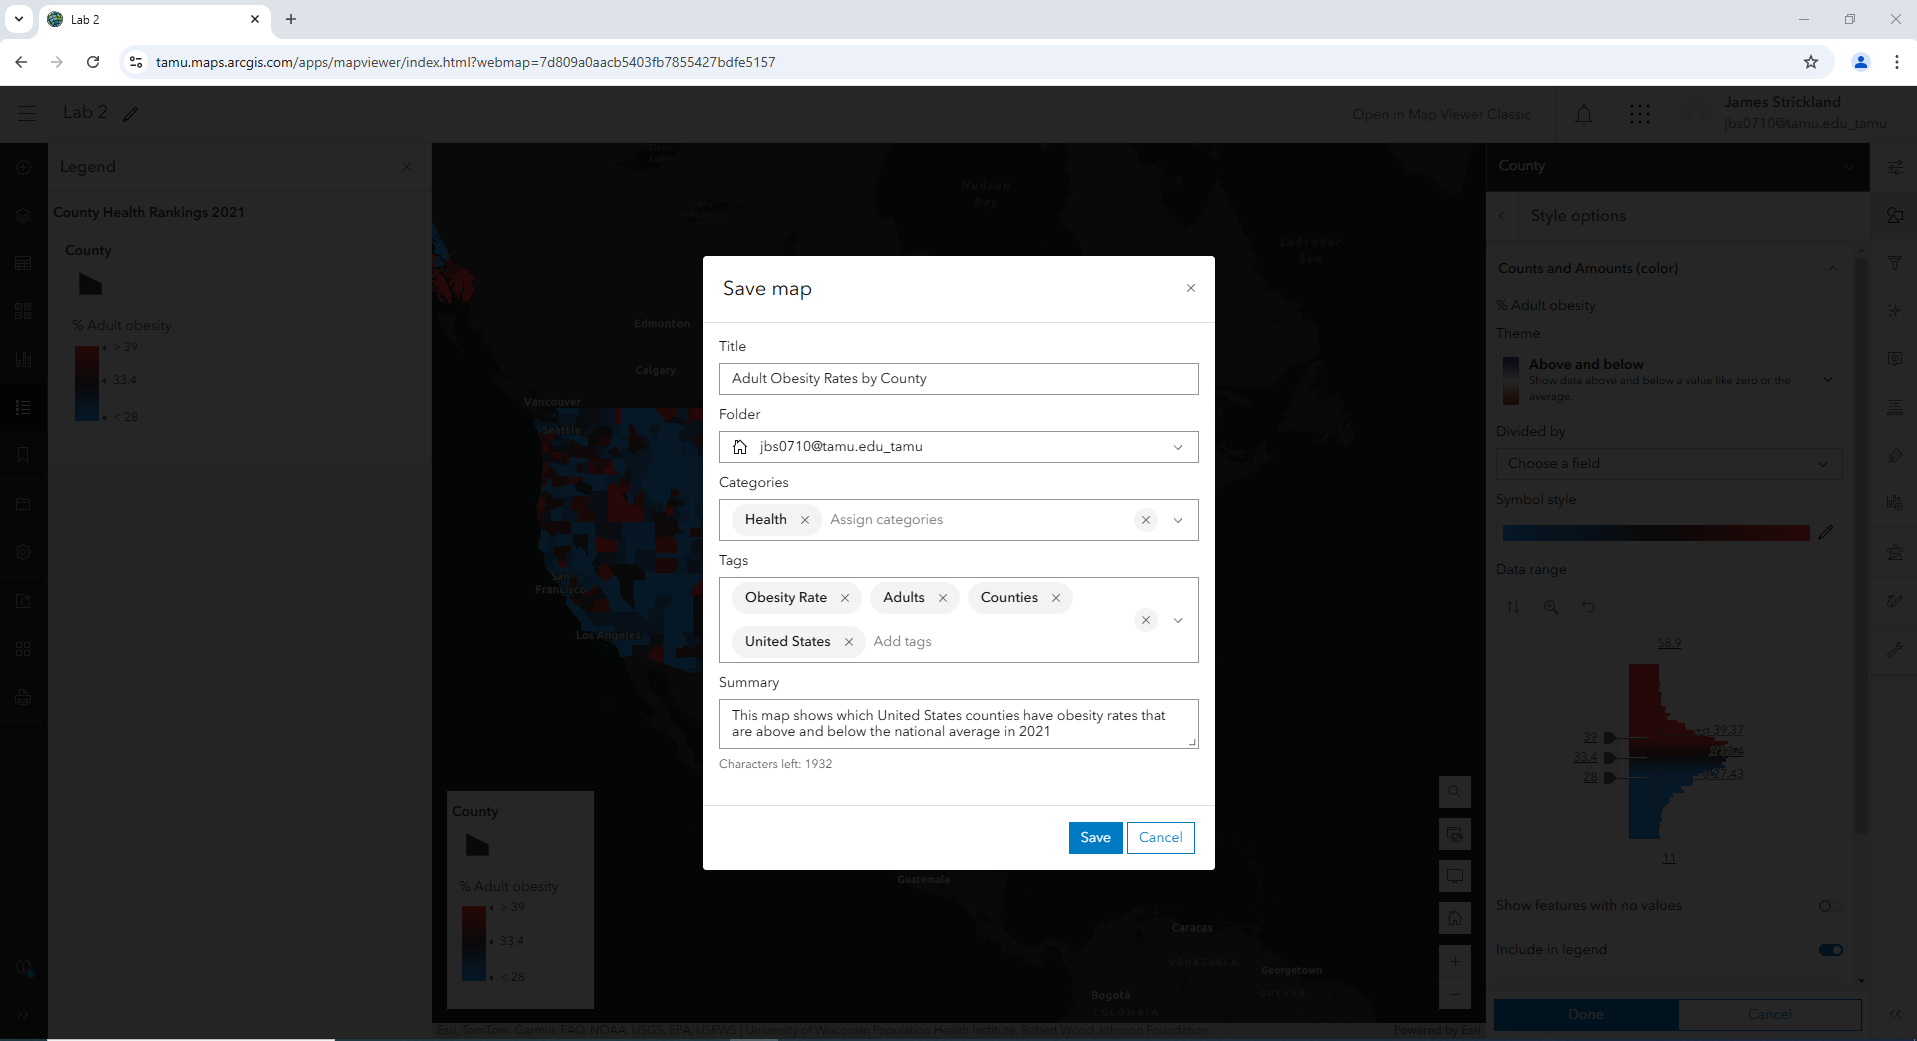 Lab 2
tamu.maps.arcgis.com/apps/mapviewer/index.html?webmap=7d809a0aacb5403fb7855427bdfe5157
Lab 2
Open in Map Viewer Classic
James Strickland
jbs0710@tamu.edu_tamu
Legend
County Health Rankings 2021
County
% Adult obesity
> 39
33.4
< 28
Hudson
Bay
Labrador
Sea
Edmonton
Calgary
Vancouver
Seattle
San
Francisco
Los Angeles
Save map
Title
Adult Obesity Rates by County
Folder
jbs0710@tamu.edu_tamu
Categories
Health
Assign categories
Tags
Obesity Rate
Adults
Counties
United States
Add tags
Summary
This map shows which United States counties have obesity rates that
are above and below the national average in 2021
Characters left: 1932
Save
Cancel
County
% Adult obesity
> 39
33.4
< 28
Guatemala
Caracas
VENEZUELA
Georgetown
GUYANA
Bogotá
COLOMBIA
Esri, TomTom, Garmin, FAO, NOAA, USGS, EPA, USFWS | University of Wisconsin Population Health Institute, Robert Wood Johnson Foundation.
Powered by Esri
County
Style options
Counts and Amounts (color)
% Adult obesity
Theme
Above and below
Show data above and below a value like zero or the
average.
Divided by
Choose a field
Symbol style
Data range
58.9
39
39.37
33.4
28
27.43
11
Show features with no values
Include in legend
Done
Cancel